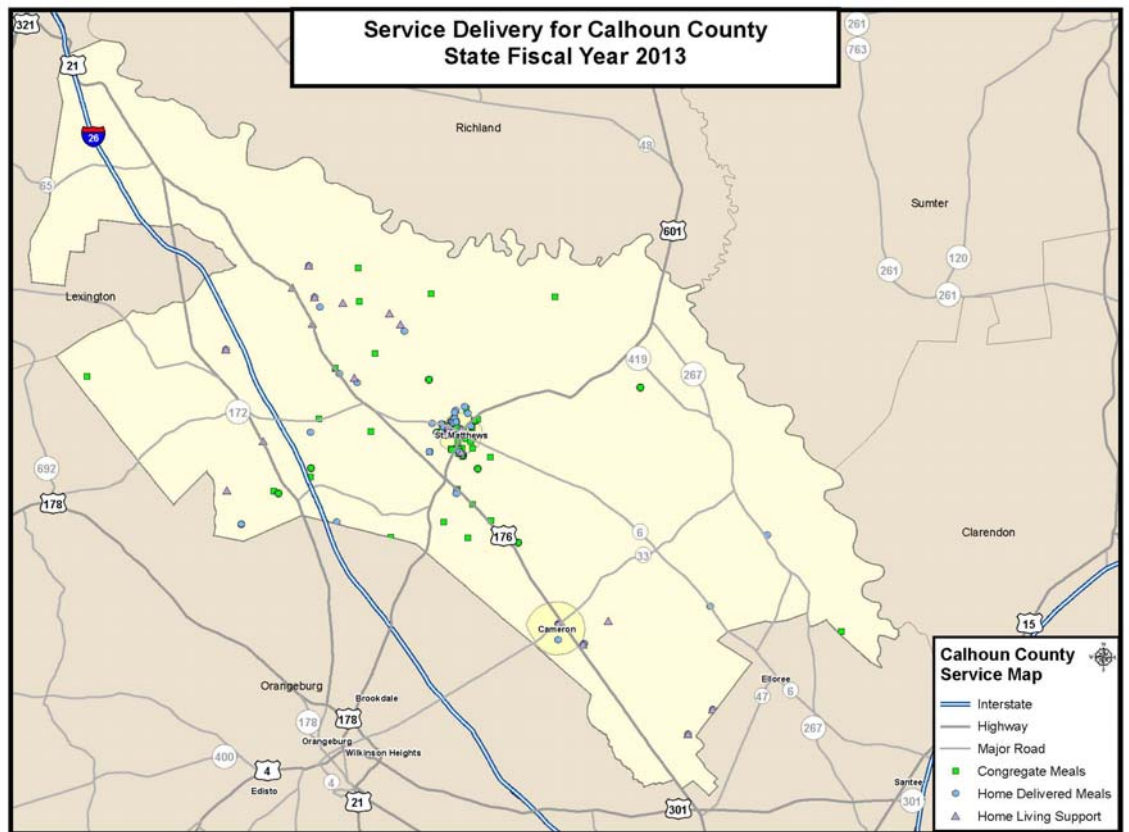 Service Delivery for Calhoun County
State Fiscal Year 2013
321
21
26
261
763
Richland
48
65
Sumter
601
120
261
261
Lexington
419
267
172
St. Matthews
692
178
176
6
33
Clarendon
Cameron
15
Orangeburg
Brookdale
178
178
Orangeburg
Wilkinson Heights
400
4
Edisto
4
21
Elloree
47
6
267
Santee
301
301
Calhoun County
Service Map
Interstate
Highway
Major Road
Congregate Meals
Home Delivered Meals
Home Living Support